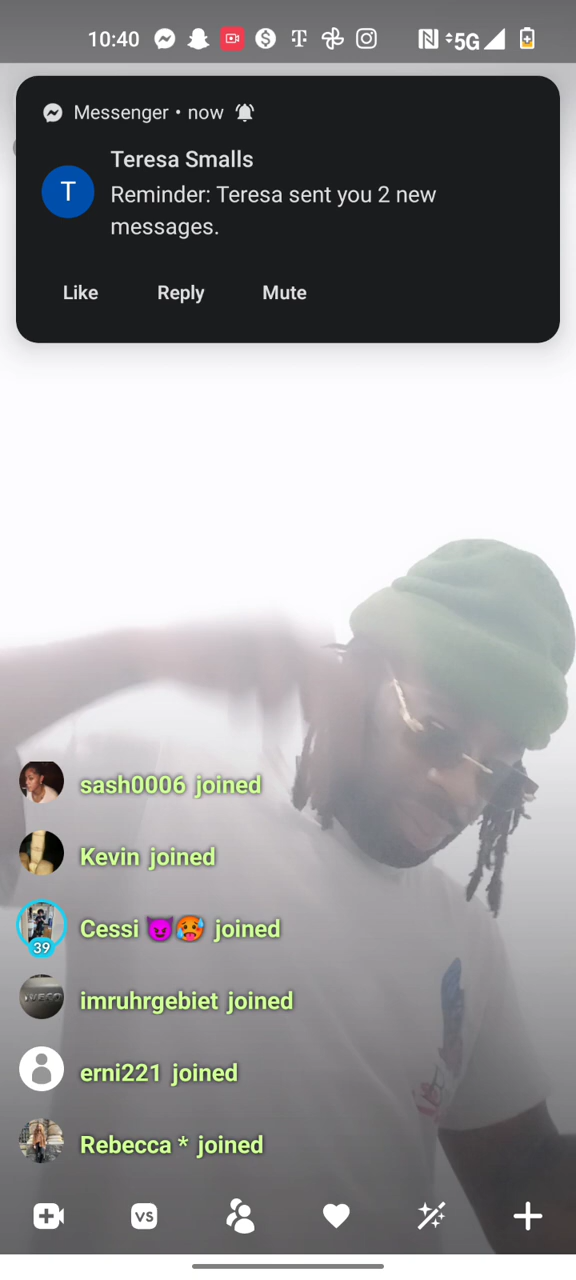 10:40
5G
Messenger • now
T
Teresa Smalls
Reminder: Teresa sent you 2 new
messages.
Like Reply Mute
sash0006 joined
Kevin joined
Cessi 😈🥵 joined
39
imruhrgebiet joined
erni221 joined
Rebecca * joined
VS